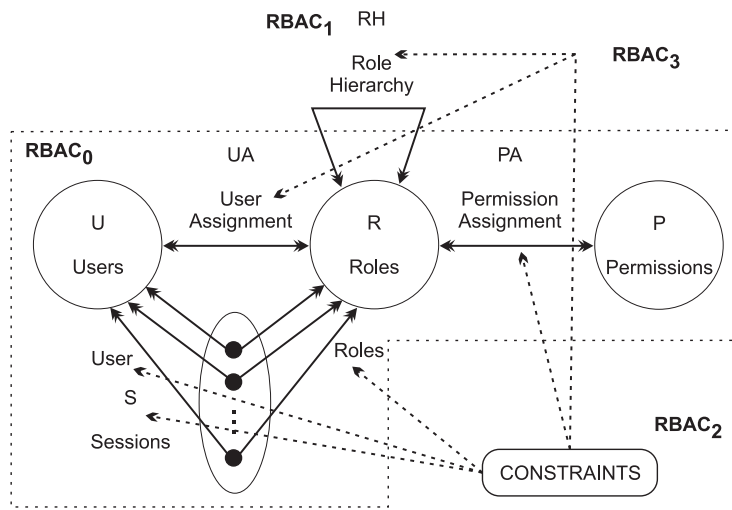 RBAC1 RH
Role
Hierarchy
RBAC3
RBAC0
UA
PA
User
Assignment
Permission
Assignment
U
Users
R
Roles
P
Permissions
User
Roles
S
Sessions
RBAC2
CONSTRAINTS